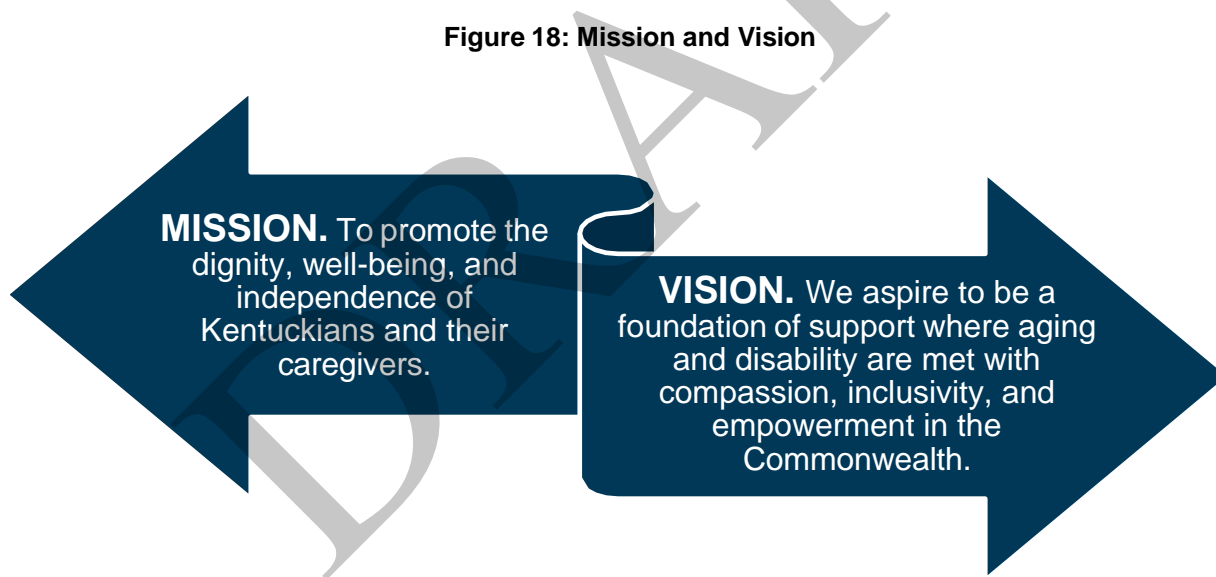 Figure 18: Mission and Vision
MISSION. To promote the
dignity, well-being, and
independence of
Kentuckians and their
caregivers.
VISION. We aspire to be a
foundation of support where aging
and disability are met with
compassion, inclusivity, and
empowerment in the
Commonwealth.
DRA